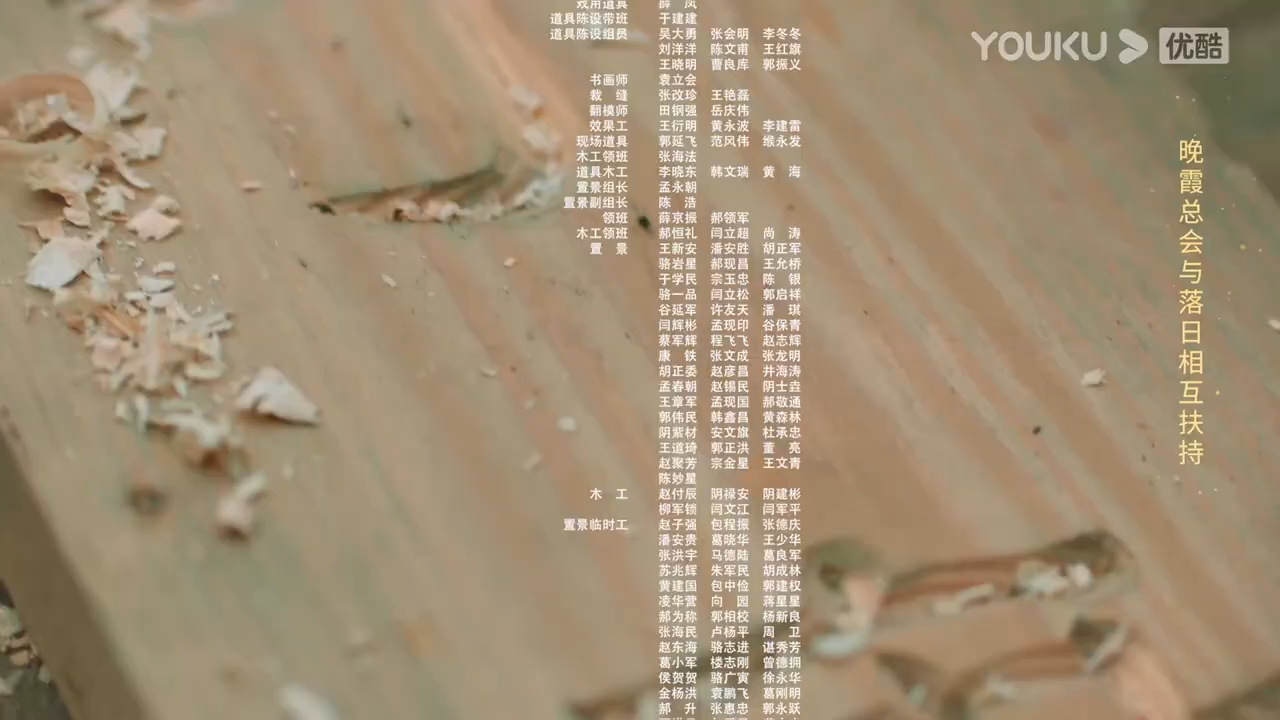 戏用道具 薛 凤
道具陈设带班 于建建
道具陈设组员 吴大勇 张会明 李冬冬
刘洋洋 陈文甫 王红旗
王晓明 曹良库 郭振义
书画师 袁立会
裁 缝 张改珍 王艳磊
翻模师 田钢强 岳庆伟
效果工 王衍明 黄永波 李建雷
现场道具 郭延飞 范风伟 缑永发
木工领班 张海法
道具木工 李晓东 韩文瑞 黄 海
置景组长 孟永朝
置景副组长 陈 浩
领班 薛京振 郝领军
木工领班 郝恒礼 闫立超 尚 涛
置 景 王新安 潘安胜 胡正军
骆岩星 郝现昌 王允桥
于学民 宗玉忠 陈 银
骆一品 闫立松 郭启祥
谷延军 许友天 潘 琪
闫辉彬 孟现印 谷保青
蔡军辉 程飞飞 赵志辉
康 铁 张文成 张龙明
胡正委 赵彦昌 井海涛
孟春朝 赵锡民 阴士垚
王章军 孟现国 郝敬通
郭伟民 韩鑫昌 黄森林
阴紫材 安文旗 杜承忠
王道琦 郭正洪 董 亮
赵聚芳 宗金星 王文青
陈妙星
木 工 赵付辰 阴禄安 阴建彬
柳军锁 闫文江 闫军平
置景临时工 赵子强 包程振 张德庆
潘安贵 葛晓华 王少华
张洪宇 马德陆 葛良军
苏兆辉 朱军民 胡成林
黄建国 包中俭 郭建权
凌华营 向 园 蒋星星
郝为称 郭相校 杨新良
张海民 卢杨平 周 卫
赵东海 骆志进 谌秀芳
葛小军 楼志刚 曾德拥
侯贺贺 骆广寅 徐永华
金杨洪 袁鹏飞 葛刚明
郝 升 张惠忠 郭永跃
YOUKU 优酷
晚霞总会与落日相互扶持